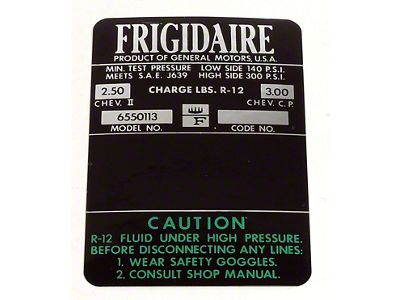 FRIGIDAIRE
PRODUCT OF GENERAL MOTORS, U.S.A.
MIN. TEST PRESSURE LOW SIDE 140 P.S.I.
MEETS S.A.E. J639 HIGH SIDE 300 P.S.I.
2.50 CHARGE LBS. R-12 3.00
CHEV. II CHEV. C.P.
6550113 F
MODEL NO. CODE NO.
CAUTION
R-12 FLUID UNDER HIGH PRESSURE.
BEFORE DISCONNECTING ANY LINES:
1. WEAR SAFETY GOGGLES.
2. CONSULT SHOP MANUAL.